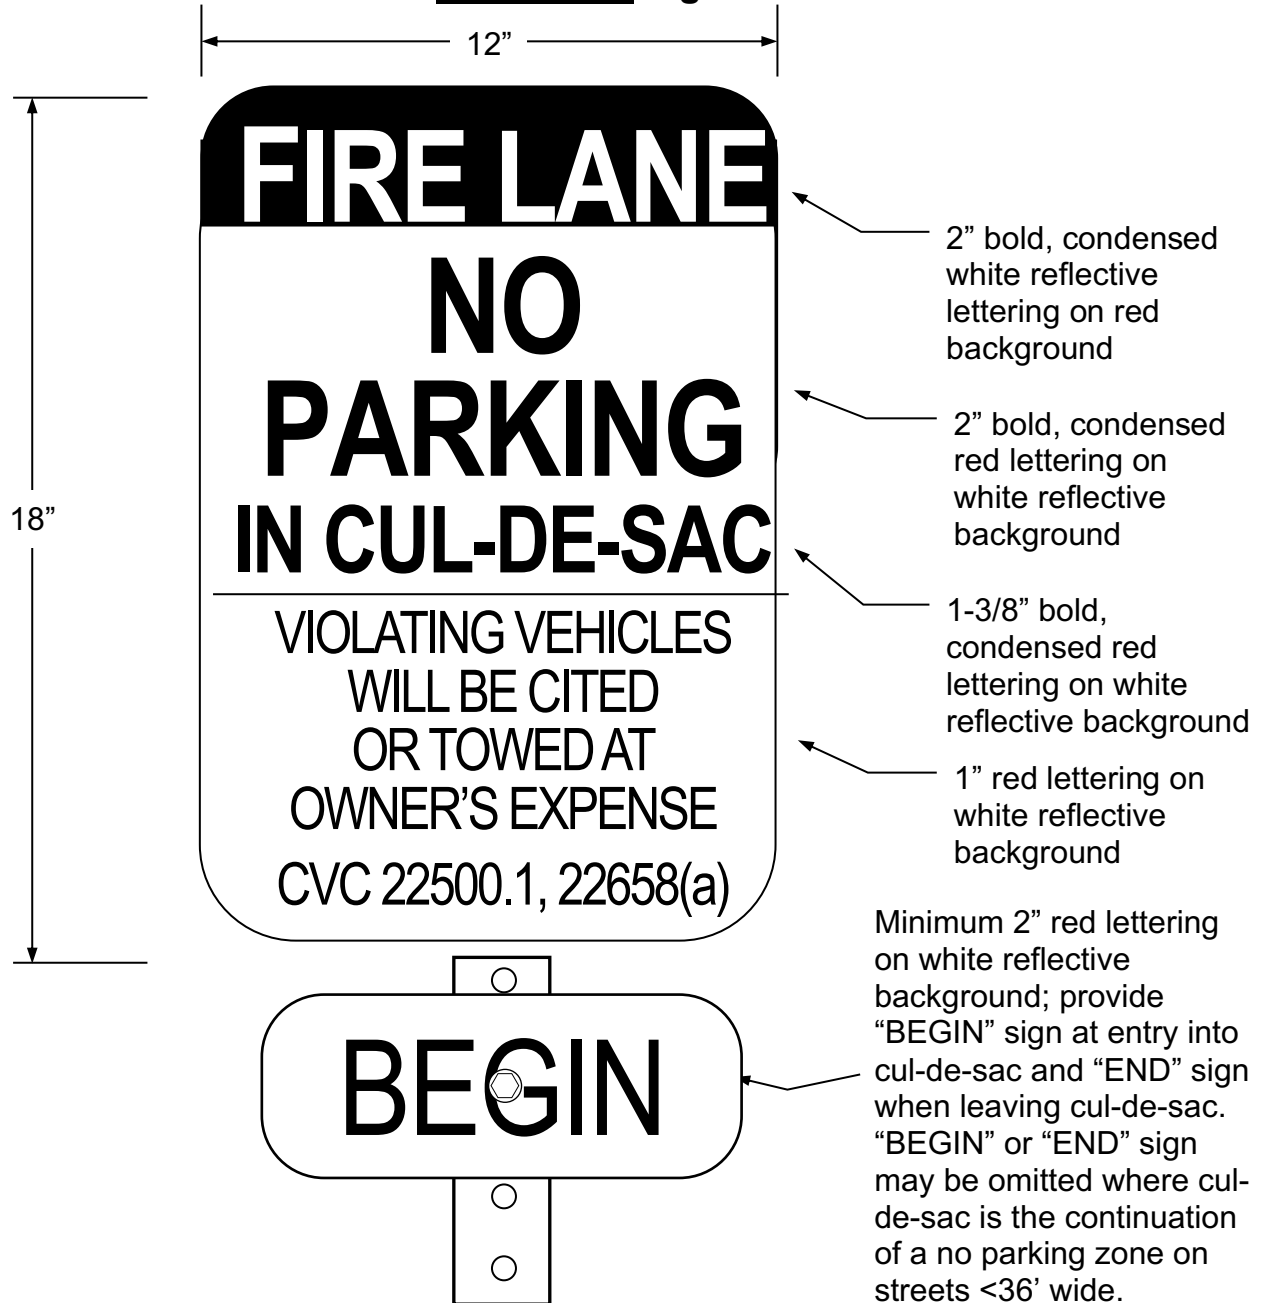 12”
FIRE LANE
NO
PARKING
IN CUL-DE-SAC
VIOLATING VEHICLES
WILL BE CITED
OR TOWED AT
OWNER’S EXPENSE
CVC 22500.1, 22658(a)
BEGIN
18”
2” bold, condensed
white reflective
lettering on red
background
2” bold, condensed
red lettering on
white reflective
background
1-3/8” bold,
condensed red
lettering on white
reflective background
1” red lettering on
white reflective
background
Minimum 2” red lettering
on white reflective
background; provide
“BEGIN” sign at entry into
cul-de-sac and “END” sign
when leaving cul-de-sac.
“BEGIN” or “END” sign
may be omitted where cul-
de-sac is the continuation
of a no parking zone on
streets <36’ wide.